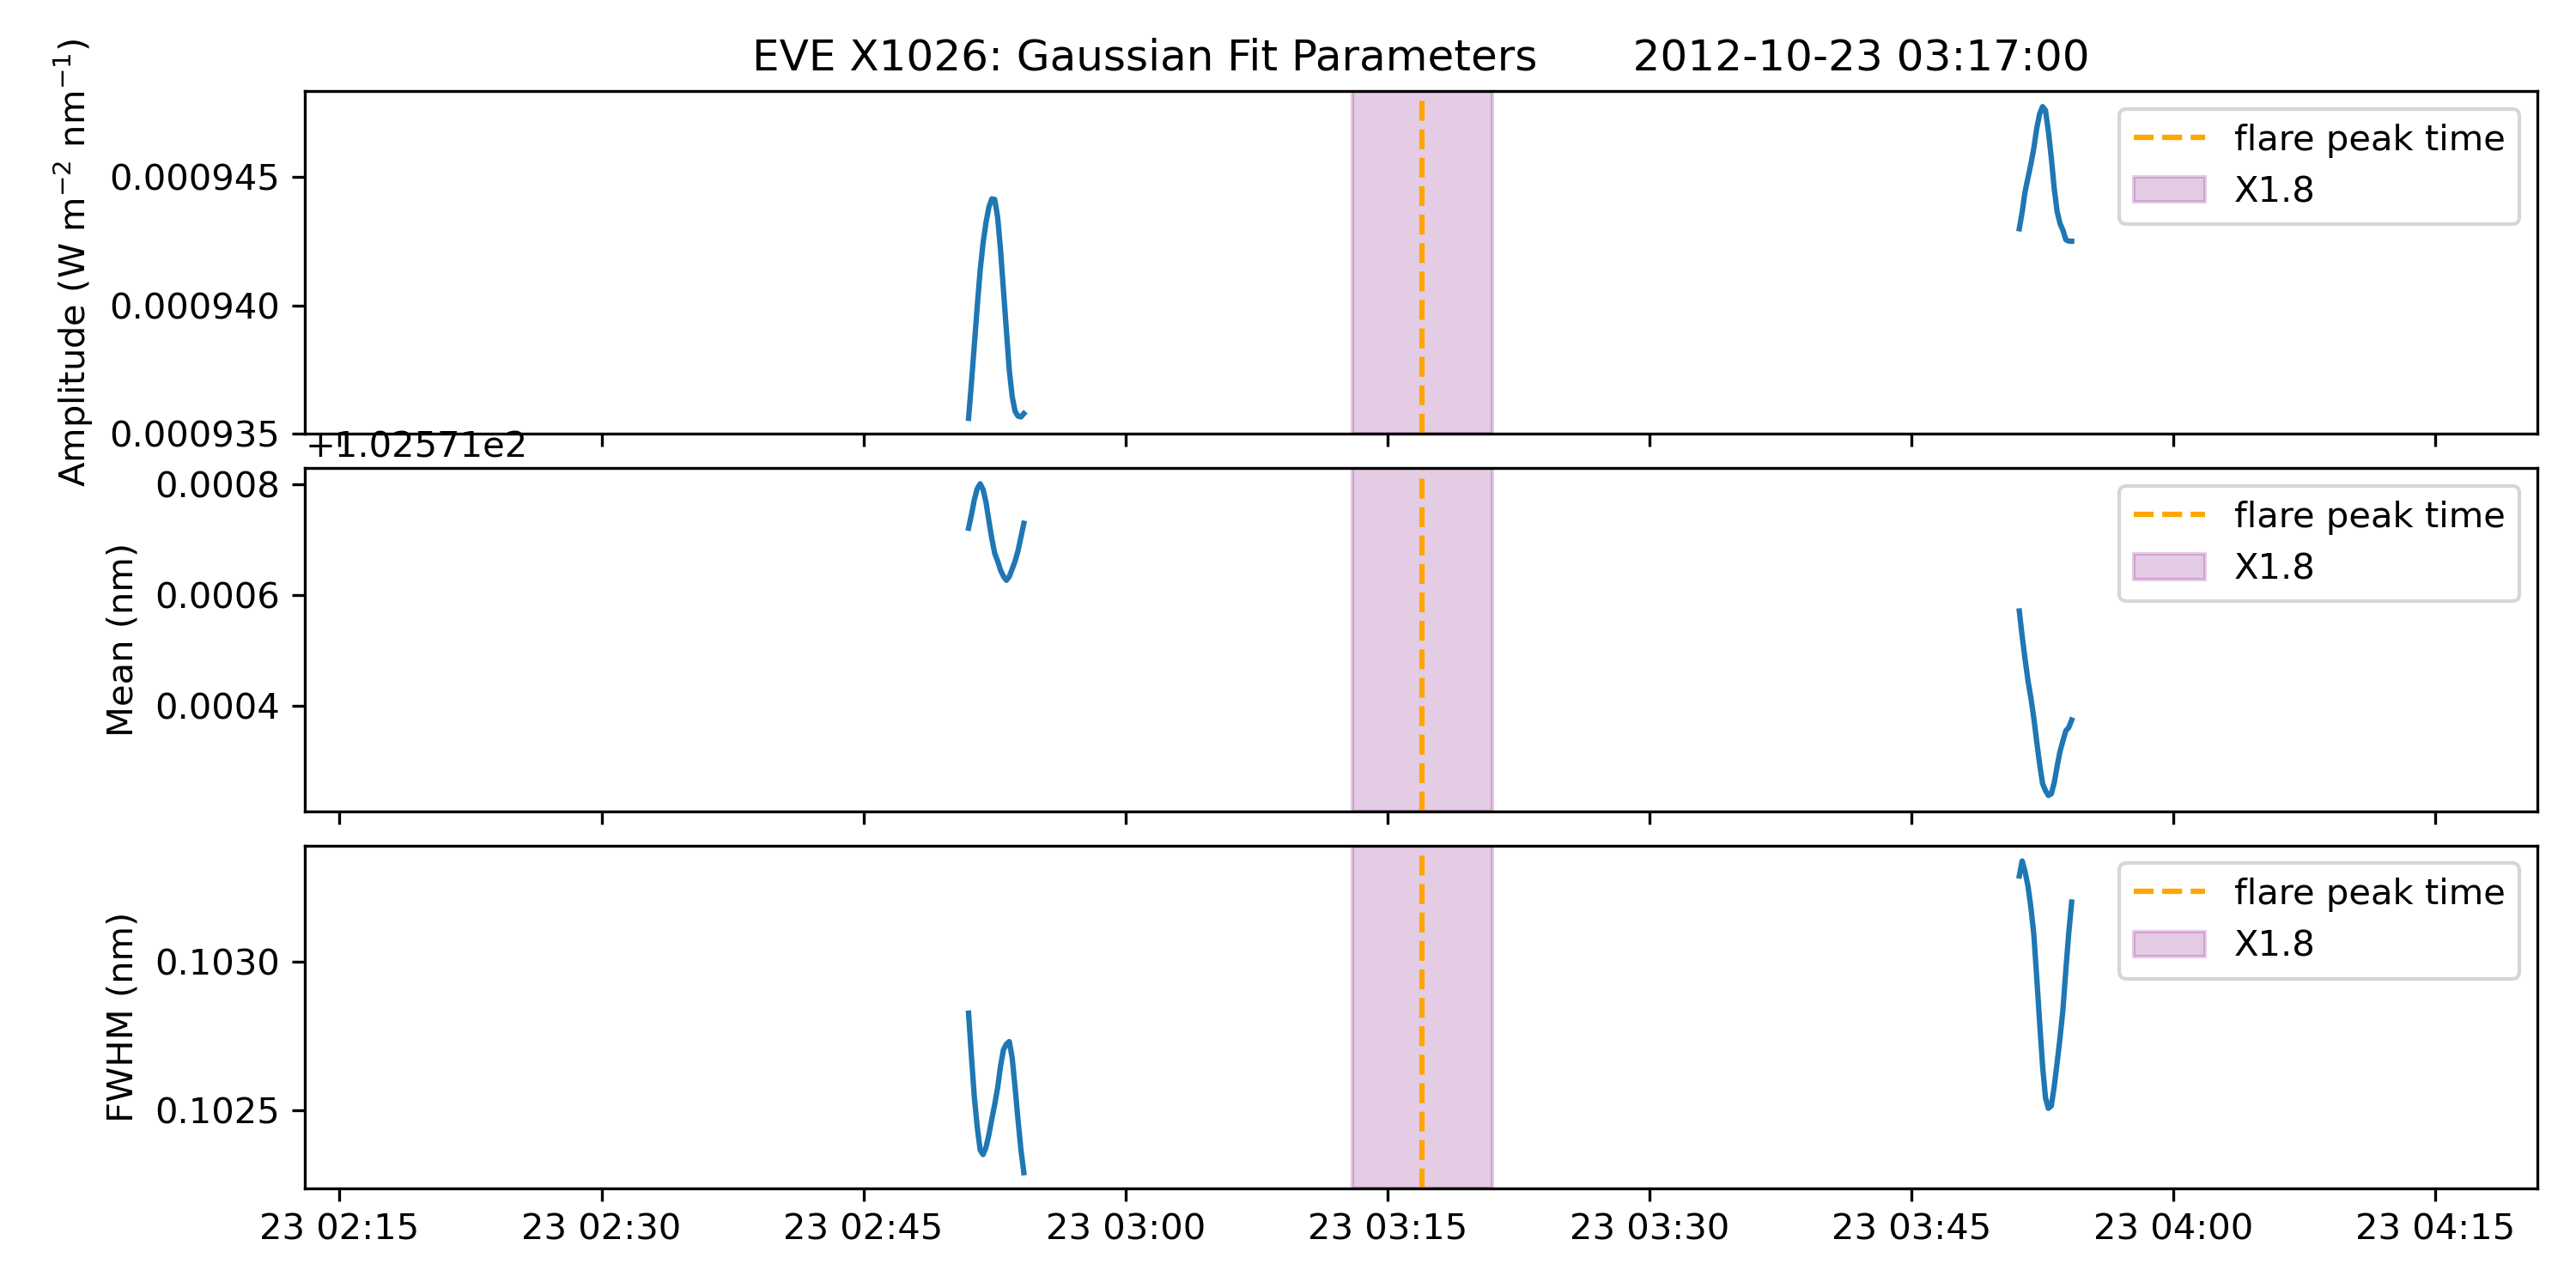 EVE X1026: Gaussian Fit Parameters 2012-10-23 03:17:00
Amplitude (W m⁻² nm⁻¹)
0.000945
0.000940
0.000935
flare peak time
X1.8
+1.02571e2
Mean (nm)
0.0008
0.0006
0.0004
flare peak time
X1.8
FWHM (nm)
0.1030
0.1025
flare peak time
X1.8
23 02:15 23 02:30 23 02:45 23 03:00 23 03:15 23 03:30 23 03:45 23 04:00 23 04:15